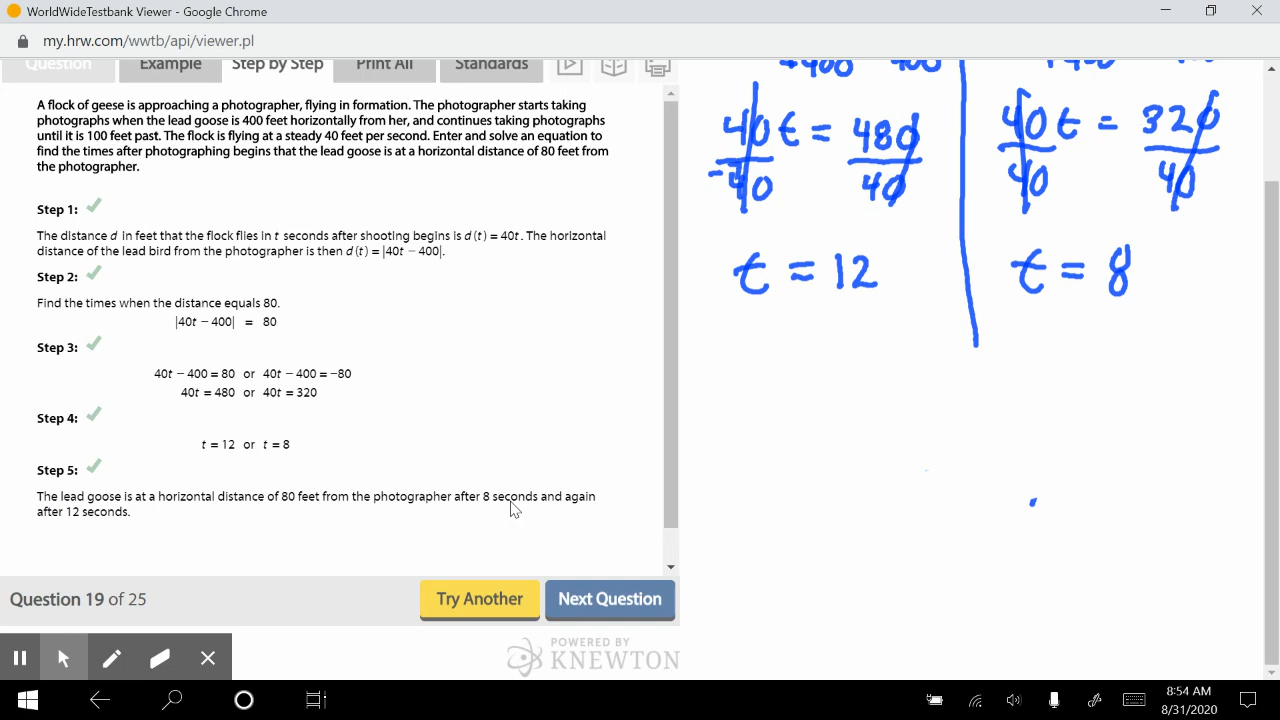 WorldWideTestbank Viewer - Google Chrome
my.hrw.com/wwtb/api/viewer.pl
Question Example Step by Step Print All Standards
A flock of geese is approaching a photographer, flying in formation. The photographer starts taking
photographs when the lead goose is 400 feet horizontally from her, and continues taking photographs
until it is 100 feet past. The flock is flying at a steady 40 feet per second. Enter and solve an equation to
find the times after photographing begins that the lead goose is at a horizontal distance of 80 feet from
the photographer.
Step 1:
The distance d in feet that the flock flies in t seconds after shooting begins is d (t) = 40t. The horizontal
distance of the lead bird from the photographer is then d (t) = |40t − 400|.
Step 2:
Find the times when the distance equals 80.
|40t − 400| = 80
Step 3:
40t − 400 = 80 or 40t − 400 = −80
40t = 480 or 40t = 320
Step 4:
t = 12 or t = 8
Step 5:
The lead goose is at a horizontal distance of 80 feet from the photographer after 8 seconds and again
after 12 seconds.
Question 19 of 25
Try Another
Next Question
POWERED BY
KNEWTON
40t = 480
-40 40
t = 12
40t = 320
40 40
t = 8
8:54 AM
8/31/2020